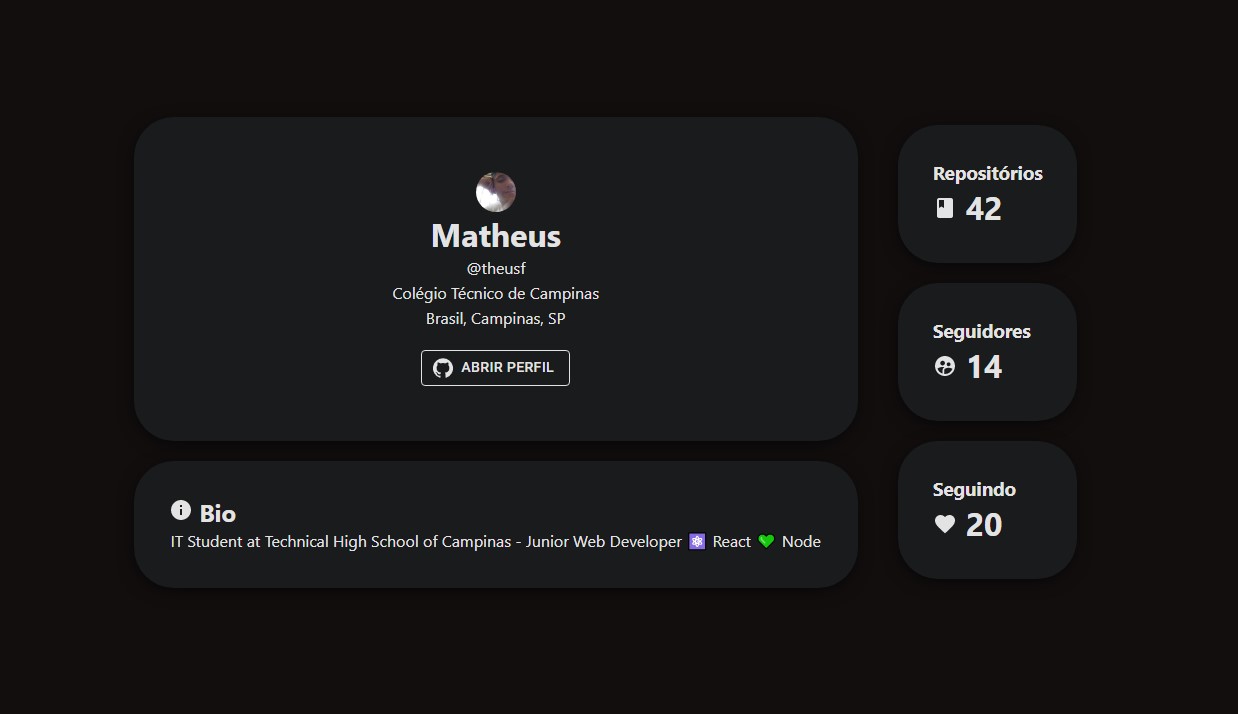 Matheus
@theusf
Colégio Técnico de Campinas
Brasil, Campinas, SP
ABRIR PERFIL
Bio
IT Student at Technical High School of Campinas - Junior Web Developer ⚛️ React 💚 Node
Repositórios
42
Seguidores
14
Seguindo
20